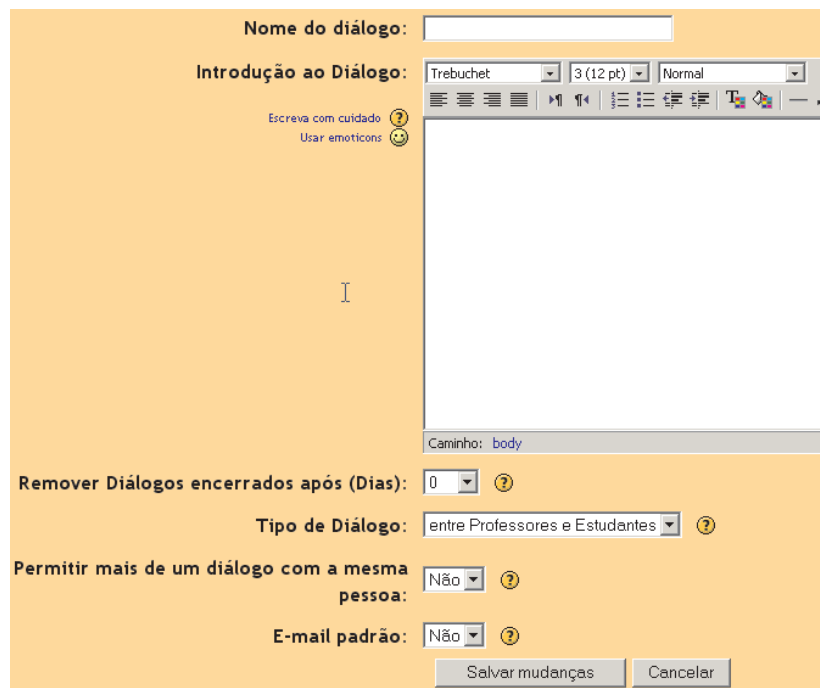 Nome do diálogo:
Introdução ao Diálogo:
Trebuchet 3 (12 pt) Normal
Escreva com cuidado ?
Usar emoticons
Caminho: body
Remover Diálogos encerrados após (Dias): 0 ?
Tipo de Diálogo: entre Professores e Estudantes ?
Permitir mais de um diálogo com a mesma
pessoa: Não ?
E-mail padrão: Não ?
Salvar mudanças Cancelar